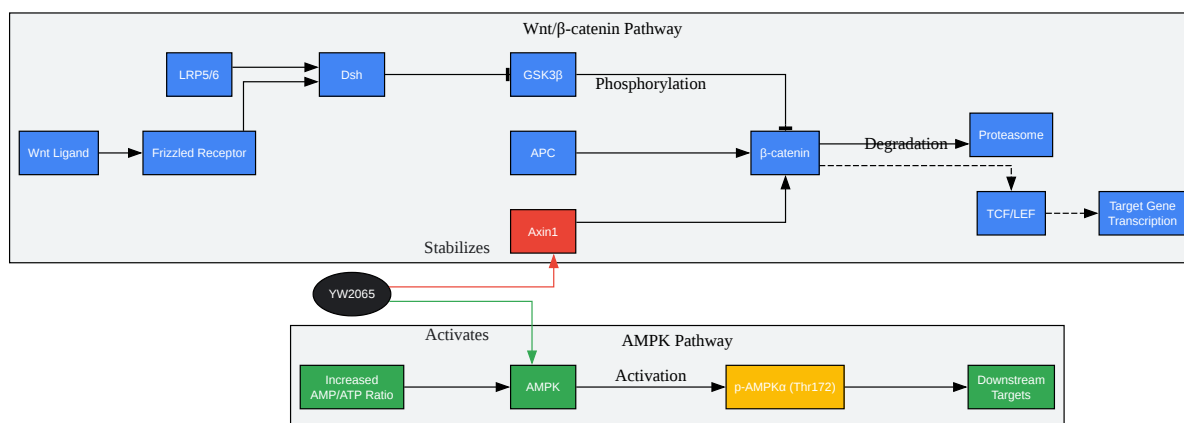 Wnt/β-catenin Pathway
LRP5/6
Dsh
GSK3β
Phosphorylation
Wnt Ligand
Frizzled Receptor
APC
β-catenin
Degradation
Proteasome
Axin1
TCF/LEF
Target Gene
Transcription
Stabilizes
YW2065
Activates
AMPK Pathway
Increased
AMP/ATP Ratio
AMPK
Activation
p-AMPKα (Thr172)
Downstream
Targets